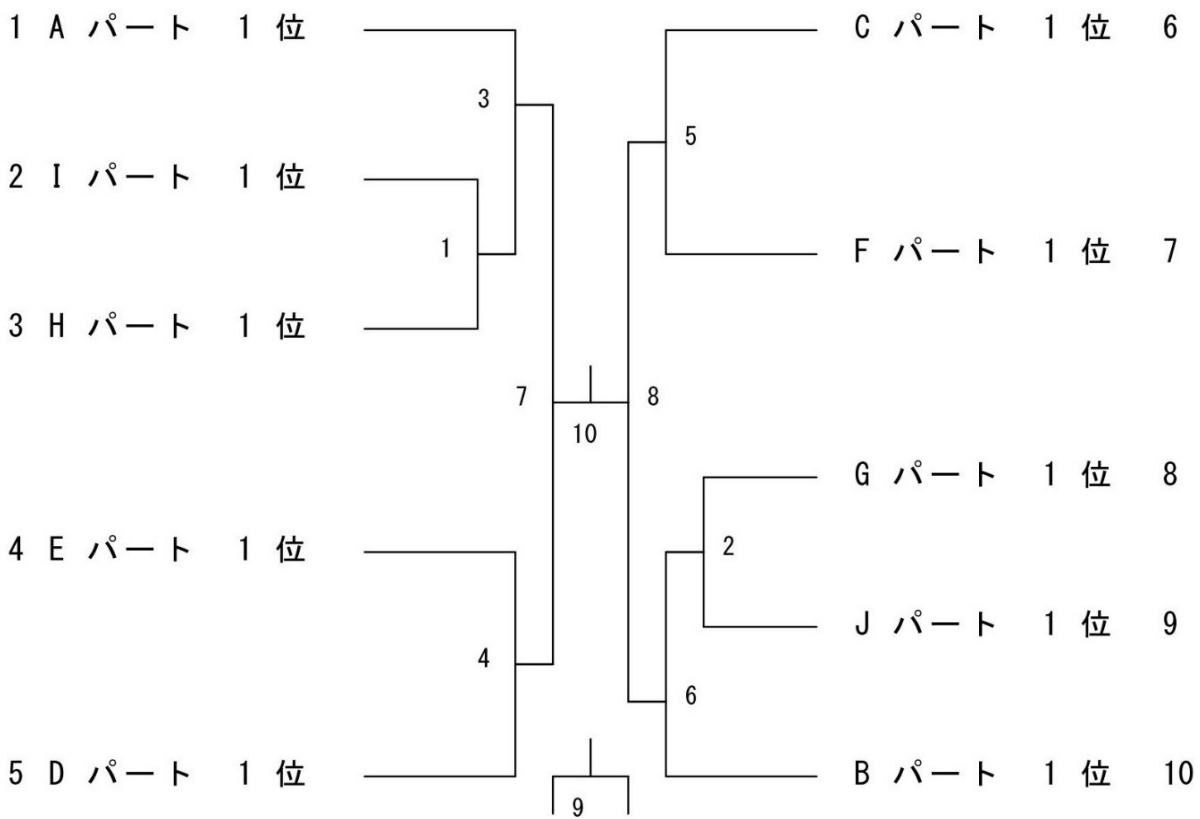 1 A パート 1 位
C パート 1 位 6
3
5
2 I パート 1 位
1
F パート 1 位 7
3 H パート 1 位
7
8
10
G パート 1 位 8
4 E パート 1 位
2
J パート 1 位 9
4
6
5 D パート 1 位
9
B パート 1 位 10